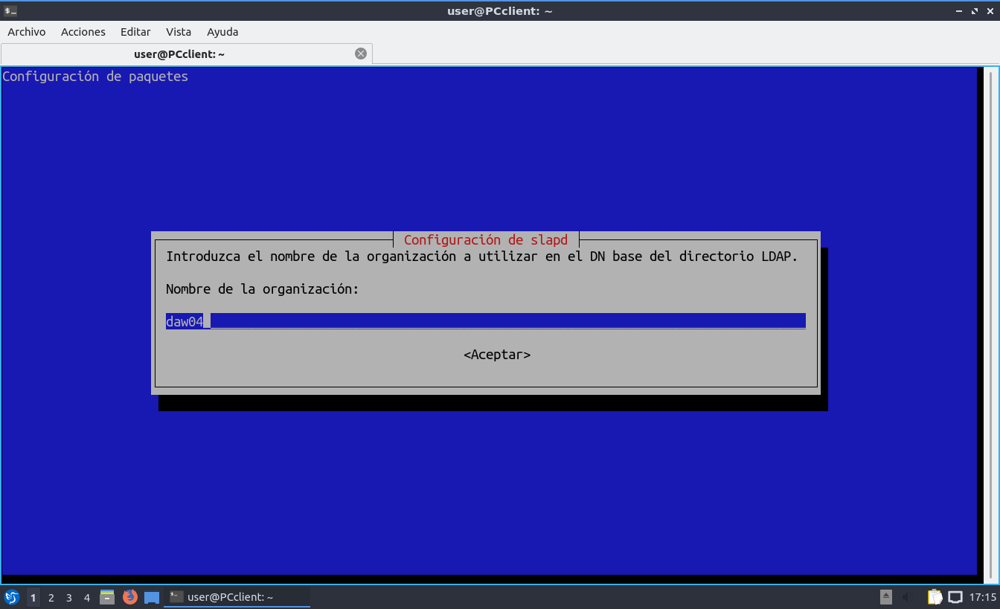 user@PCclient: ~
Archivo Acciones Editar Vista Ayuda
user@PCclient: ~
Configuración de paquetes
Configuración de slapd
Introduzca el nombre de la organización a utilizar en el DN base del directorio LDAP.
Nombre de la organización:
daw04
<Aceptar>
1 2 3 4 user@PCclient: ~ 17:15